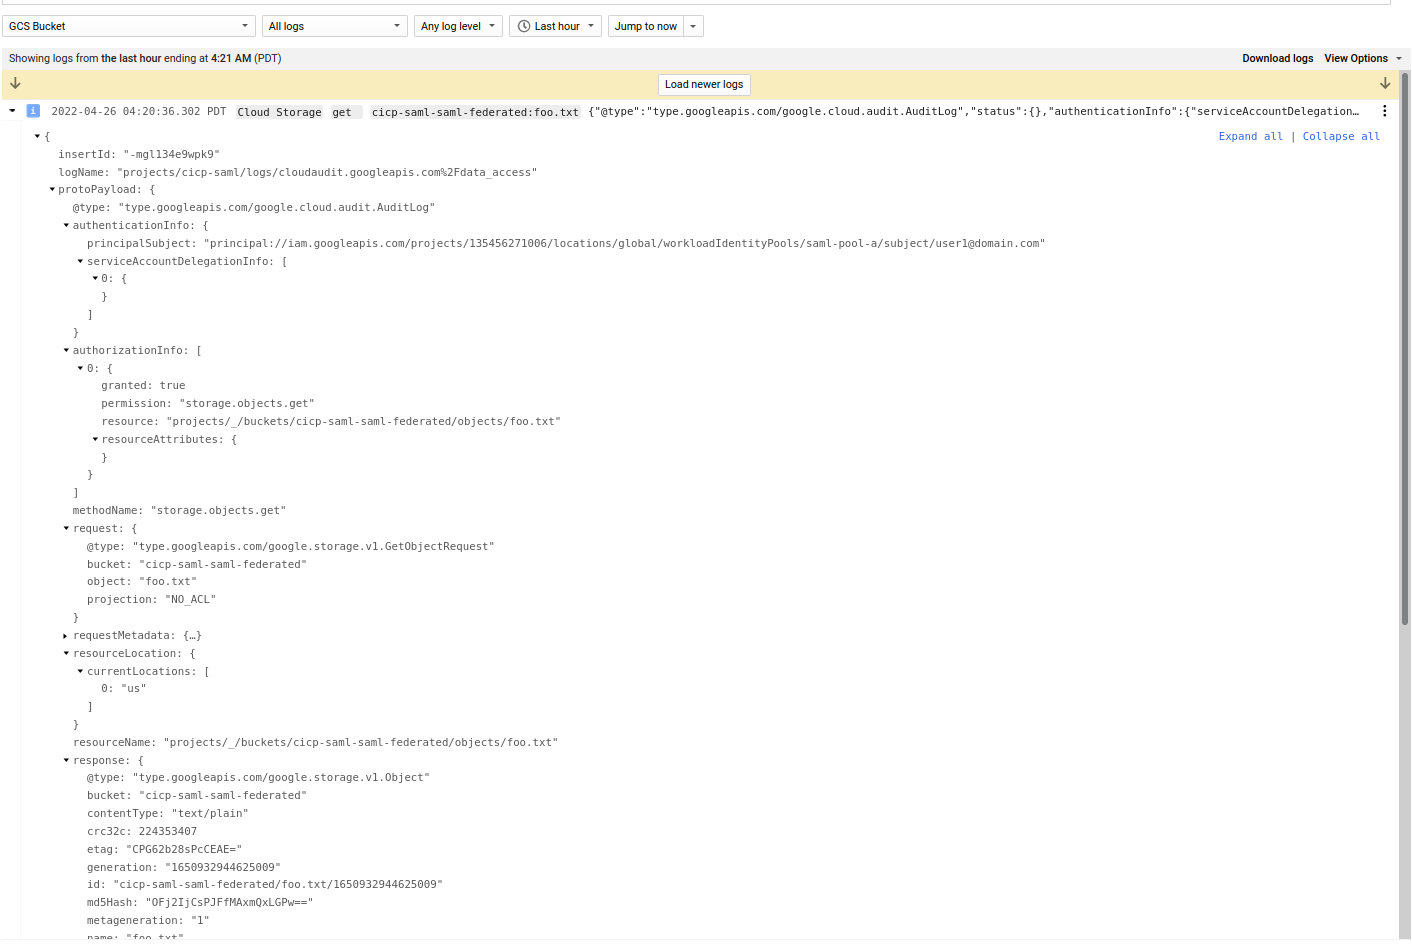 GCS Bucket All logs Any log level Last hour Jump to now
Showing logs from the last hour ending at 4:21 AM (PDT) Download logs View Options
Load newer logs
i 2022-04-26 04:20:36.302 PDT Cloud Storage get cicp-saml-saml-federated:foo.txt {"@type":"type.googleapis.com/google.cloud.audit.AuditLog","status":{},"authenticationInfo":{"serviceAccountDelegation…
{ Expand all | Collapse all
insertId: "-mgl134e9wpk9"
logName: "projects/cicp-saml/logs/cloudaudit.googleapis.com%2Fdata_access"
protoPayload: {
@type: "type.googleapis.com/google.cloud.audit.AuditLog"
authenticationInfo: {
principalSubject: "principal://iam.googleapis.com/projects/135456271006/locations/global/workloadIdentityPools/saml-pool-a/subject/user1@domain.com"
serviceAccountDelegationInfo: [
0: {
}
]
}
authorizationInfo: [
0: {
granted: true
permission: "storage.objects.get"
resource: "projects/_/buckets/cicp-saml-saml-federated/objects/foo.txt"
resourceAttributes: {
}
}
]
methodName: "storage.objects.get"
request: {
@type: "type.googleapis.com/google.storage.v1.GetObjectRequest"
bucket: "cicp-saml-saml-federated"
object: "foo.txt"
projection: "NO_ACL"
}
requestMetadata: {…}
resourceLocation: {
currentLocations: [
0: "us"
]
}
resourceName: "projects/_/buckets/cicp-saml-saml-federated/objects/foo.txt"
response: {
@type: "type.googleapis.com/google.storage.v1.Object"
bucket: "cicp-saml-saml-federated"
contentType: "text/plain"
crc32c: 224353407
etag: "CPG62b28sPcCEAE="
generation: "1650932944625009"
id: "cicp-saml-saml-federated/foo.txt/1650932944625009"
md5Hash: "OFj2IjCsPJFfMAxmQxLGPw=="
metageneration: "1"
name: "foo.txt"